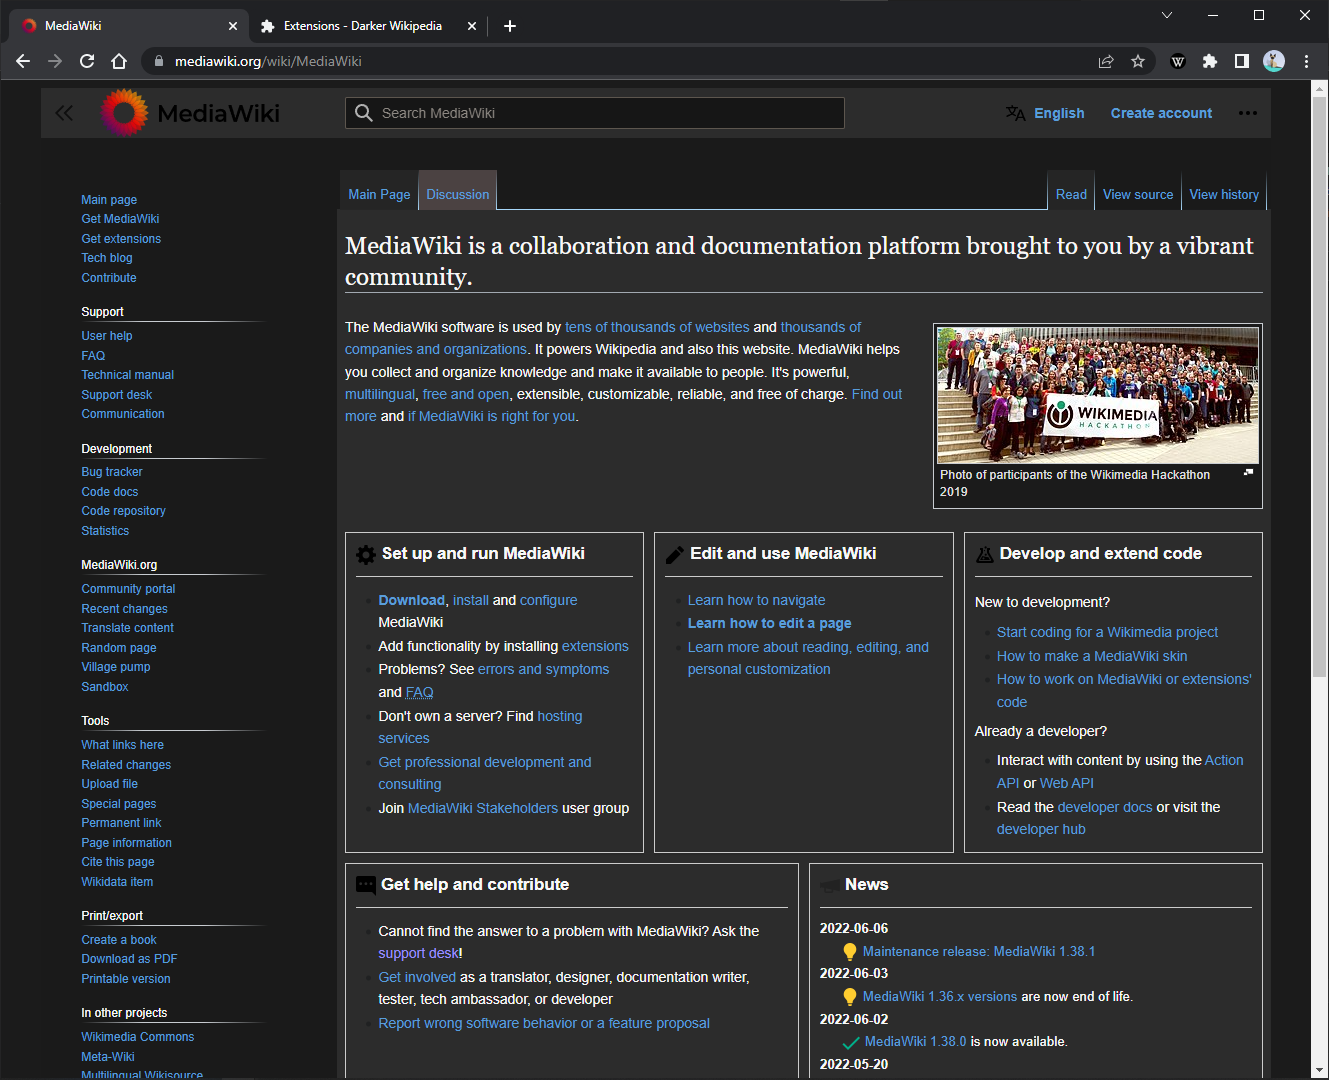 MediaWiki
Extensions - Darker Wikipedia
mediawiki.org/wiki/MediaWiki
W
MediaWiki
Search MediaWiki
English
Create account
Main page
Get MediaWiki
Get extensions
Tech blog
Contribute
Support
User help
FAQ
Technical manual
Support desk
Communication
Development
Bug tracker
Code docs
Code repository
Statistics
MediaWiki.org
Community portal
Recent changes
Translate content
Random page
Village pump
Sandbox
Tools
What links here
Related changes
Upload file
Special pages
Permanent link
Page information
Cite this page
Wikidata item
Print/export
Create a book
Download as PDF
Printable version
In other projects
Wikimedia Commons
Meta-Wiki
Multilingual Wikisource
Main Page
Discussion
Read
View source
View history
MediaWiki is a collaboration and documentation platform brought to you by a vibrant
community.
The MediaWiki software is used by tens of thousands of websites and thousands of
companies and organizations. It powers Wikipedia and also this website. MediaWiki helps
you collect and organize knowledge and make it available to people. It's powerful,
multilingual, free and open, extensible, customizable, reliable, and free of charge. Find out
more and if MediaWiki is right for you.
WIKIMEDIA
HACKATHON
Photo of participants of the Wikimedia Hackathon
2019
Set up and run MediaWiki
Download, install and configure
MediaWiki
Add functionality by installing extensions
Problems? See errors and symptoms
and FAQ
Don't own a server? Find hosting
services
Get professional development and
consulting
Join MediaWiki Stakeholders user group
Edit and use MediaWiki
Learn how to navigate
Learn how to edit a page
Learn more about reading, editing, and
personal customization
Develop and extend code
New to development?
Start coding for a Wikimedia project
How to make a MediaWiki skin
How to work on MediaWiki or extensions'
code
Already a developer?
Interact with content by using the Action
API or Web API
Read the developer docs or visit the
developer hub
Get help and contribute
Cannot find the answer to a problem with MediaWiki? Ask the
support desk!
Get involved as a translator, designer, documentation writer,
tester, tech ambassador, or developer
Report wrong software behavior or a feature proposal
News
2022-06-06
Maintenance release: MediaWiki 1.38.1
2022-06-03
MediaWiki 1.36.x versions are now end of life.
2022-06-02
MediaWiki 1.38.0 is now available.
2022-05-20